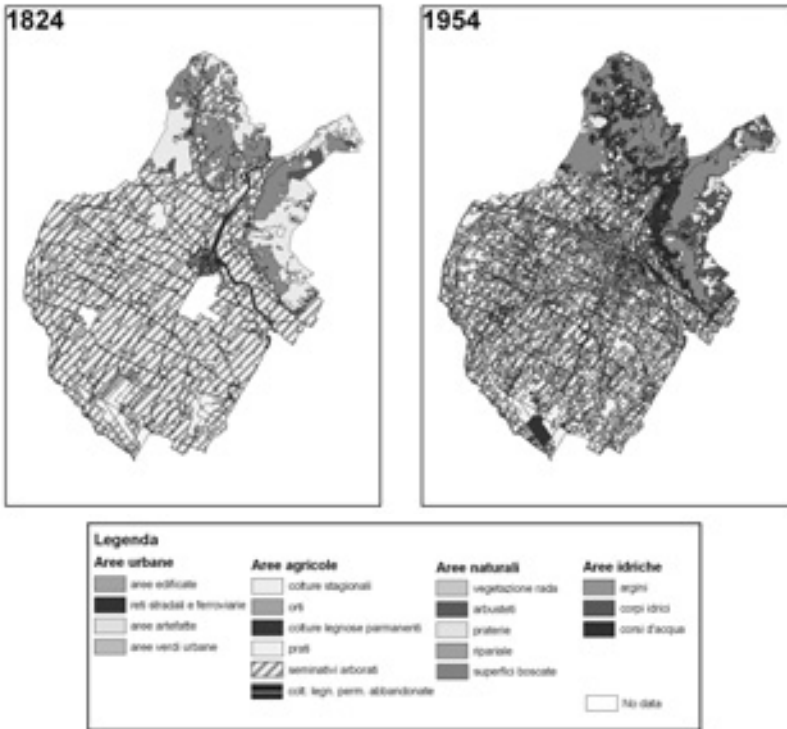 1824
1954
Legenda
Aree urbane
aree edificate
reti stradali e ferroviarie
aree artefatte
aree verdi urbane
Aree agricole
colture stagionali
orti
colture legnose permanenti
prati
seminativi arborati
colt. legn. perm. abbandonate
Aree naturali
vegetazione rada
arbusteti
praterie
ripariale
superfici boscate
Aree idriche
argini
corpi idrici
corsi d'acqua
No data